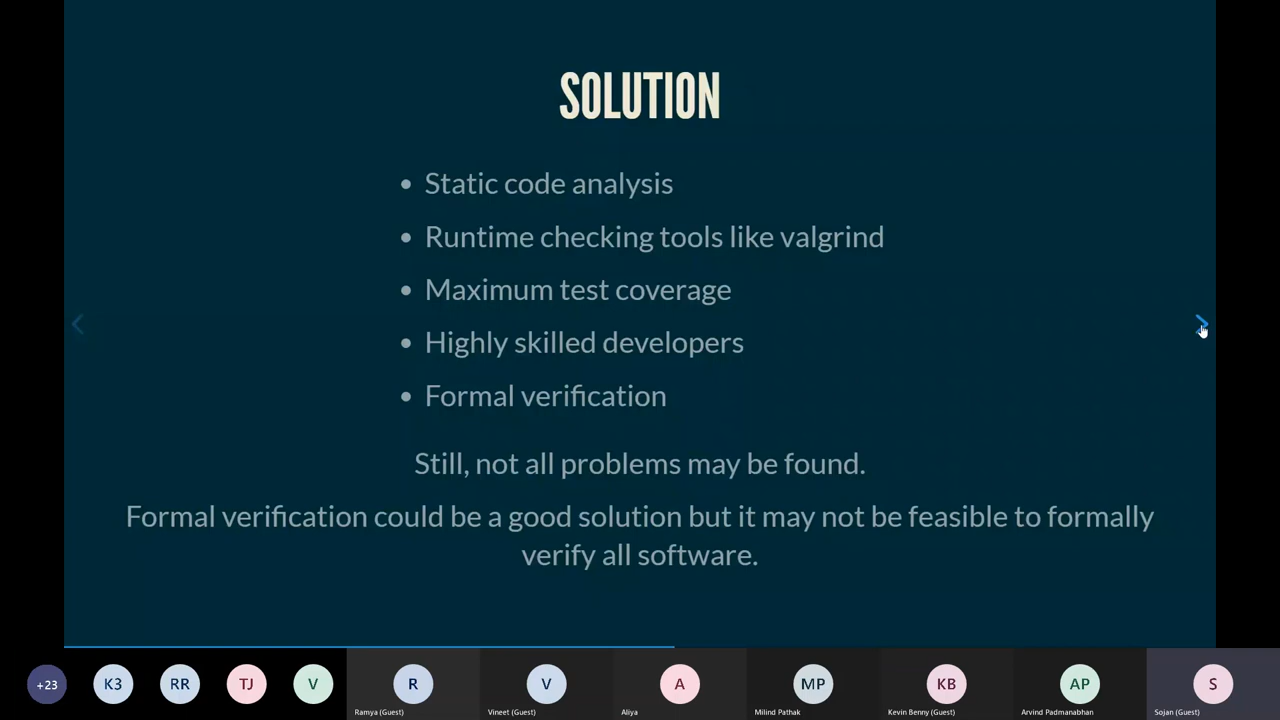 SOLUTION
• Static code analysis
• Runtime checking tools like valgrind
• Maximum test coverage
• Highly skilled developers
• Formal verification
Still, not all problems may be found.
Formal verification could be a good solution but it may not be feasible to formally
verify all software.
+23 K3 RR TJ V R V A MP KB AP S
Ramya (Guest) Vineet (Guest) Aliya Milind Pathak Kevin Benny (Guest) Arvind Padmanabhan Sojan (Guest)